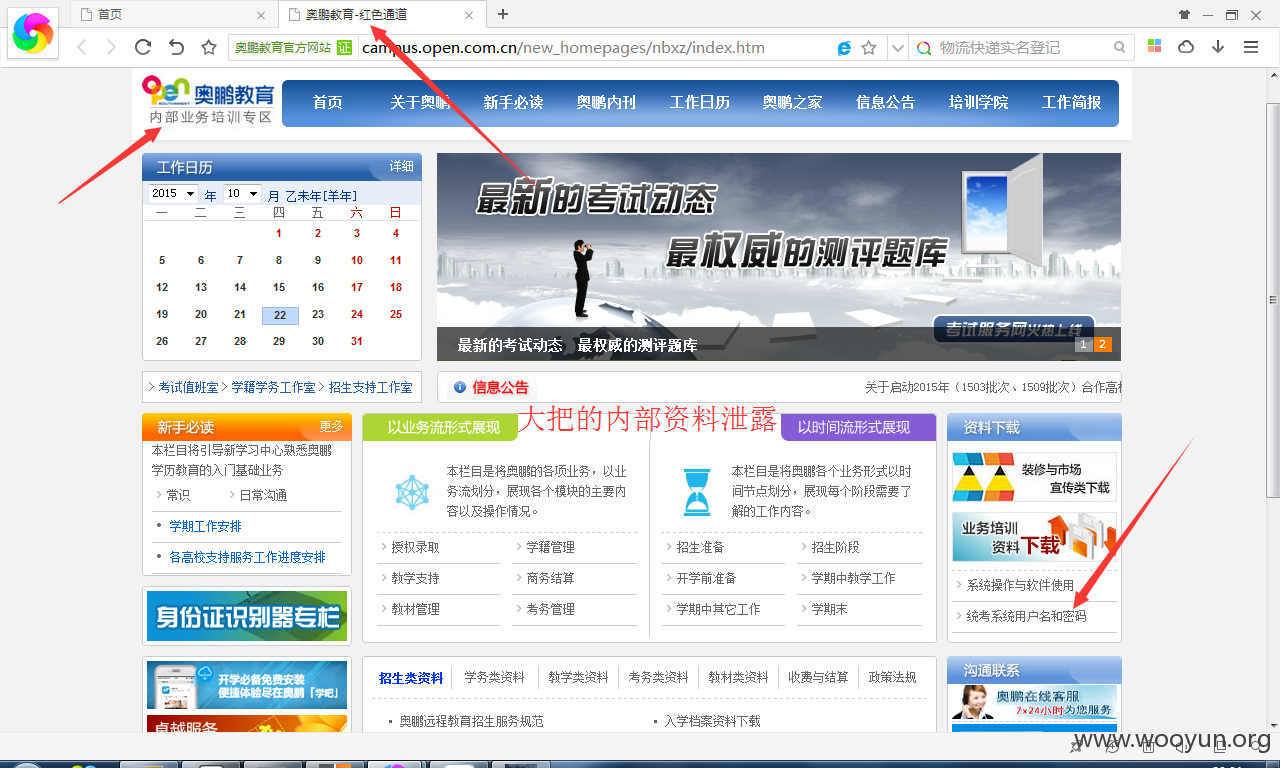 首页
奥鹏教育-红色通道
奥鹏教育官方网站 证 campus.open.com.cn/new_homepages/nbxz/index.htm
物流快递实名登记
open 奥鹏教育
内部业务培训专区
首页 关于奥鹏 新手必读 奥鹏内刊 工作日历 奥鹏之家 信息公告 培训学院 工作简报
工作日历 详细
2015 年 10 月 乙未年[羊年]
一 二 三 四 五 六 日
1 2 3 4
5 6 7 8 9 10 11
12 13 14 15 16 17 18
19 20 21 22 23 24 25
26 27 28 29 30 31
最新的考试动态
最权威的测评题库
考试服务网火热上线
最新的考试动态，最权威的测评题库
1 2
考试值班室 学籍学务工作室 招生支持工作室
信息公告
关于启动2015年（1503批次、1509批次）合作高校
大把的内部资料泄露
新手必读 更多
本栏目将引导新学习中心熟悉奥鹏
学历教育的入门基础业务
常识 日常沟通
学期工作安排
各高校支持服务工作进度安排
身份证识别器专栏
开学必备免费安装
便捷体验尽在奥鹏「学吧」
卓越服务
以业务流形式展现
本栏目是将奥鹏的各项业务，以业
务流划分，展现各个模块的主要内
容以及操作情况。
授权录取 学籍管理
教学支持 商务结算
教材管理 考务管理
以时间流形式展现
本栏目是将奥鹏各个业务形式以时
间节点划分，展现每个阶段需要了
解的工作内容。
招生准备 招生阶段
开学前准备 学期中教学工作
学期中其它工作 学期末
招生类资料 学务类资料 教学类资料 考务类资料 教材类资料 收费与结算 政策法规
奥鹏远程教育招生服务规范 入学档案资料下载
资料下载
装修与市场
宣传类下载
业务培训
资料下载
系统操作与软件使用
统考系统用户名和密码
沟通联系
奥鹏在线客服
7x24小时为您服务
www.wooyun.org